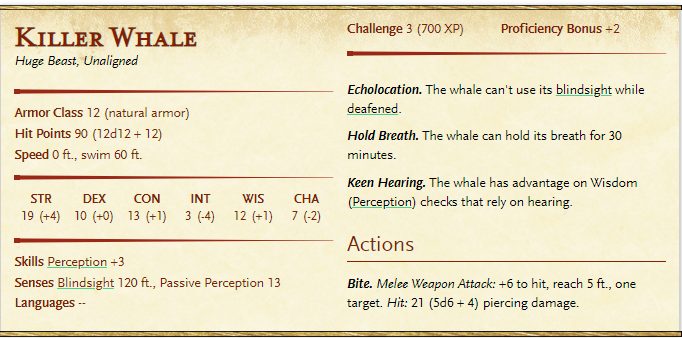 Killer Whale
Huge Beast, Unaligned
Armor Class 12 (natural armor)
Hit Points 90 (12d12 + 12)
Speed 0 ft., swim 60 ft.
STR DEX CON INT WIS CHA
19 (+4) 10 (+0) 13 (+1) 3 (-4) 12 (+1) 7 (-2)
Skills Perception +3
Senses Blindsight 120 ft., Passive Perception 13
Languages --
Challenge 3 (700 XP) Proficiency Bonus +2
Echolocation. The whale can't use its blindsight while
deafened.
Hold Breath. The whale can hold its breath for 30
minutes.
Keen Hearing. The whale has advantage on Wisdom
(Perception) checks that rely on hearing.
Actions
Bite. Melee Weapon Attack: +6 to hit, reach 5 ft., one
target. Hit: 21 (5d6 + 4) piercing damage.